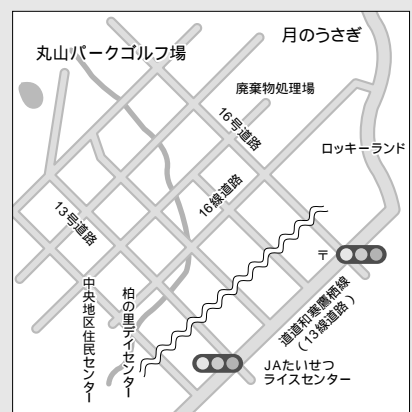 月のうさぎ
丸山パークゴルフ場
廃棄物処理場
16号道路
ロッキーランド
16線道路
13号道路
〒
道道和寒鷹栖線
（13線道路）
中央地区住民センター
柏の里デイセンター
JAたいせつ
ライスセンター